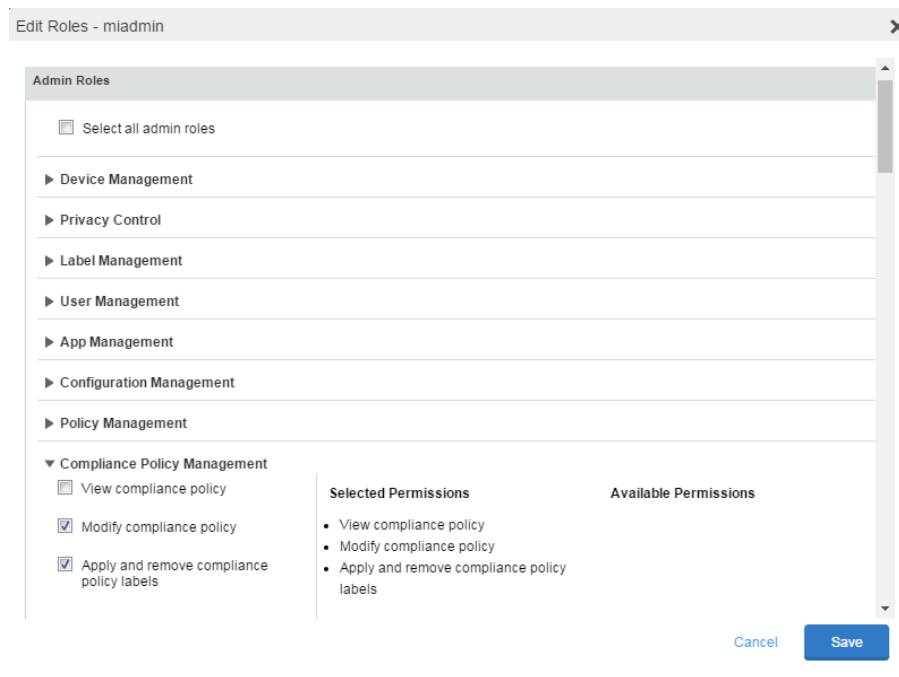 Edit Roles - miadmin
Admin Roles
Select all admin roles
Device Management
Privacy Control
Label Management
User Management
App Management
Configuration Management
Policy Management
Compliance Policy Management
View compliance policy
Modify compliance policy
Apply and remove compliance
policy labels
Selected Permissions
• View compliance policy
• Modify compliance policy
• Apply and remove compliance policy
labels
Available Permissions
Cancel
Save